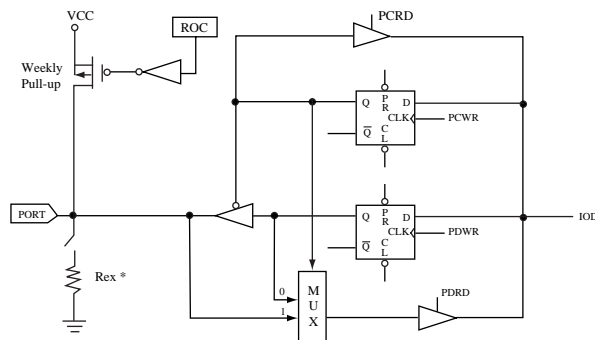 VCC
ROC
PCRD
Weekly
Pull-up
Q
P
R
D
CLK
PCWR
Q
C
L
PORT
Q
P
R
D
IOD
CLK
PDWR
Q
C
L
Rex *
0
1
M
U
X
PDRD